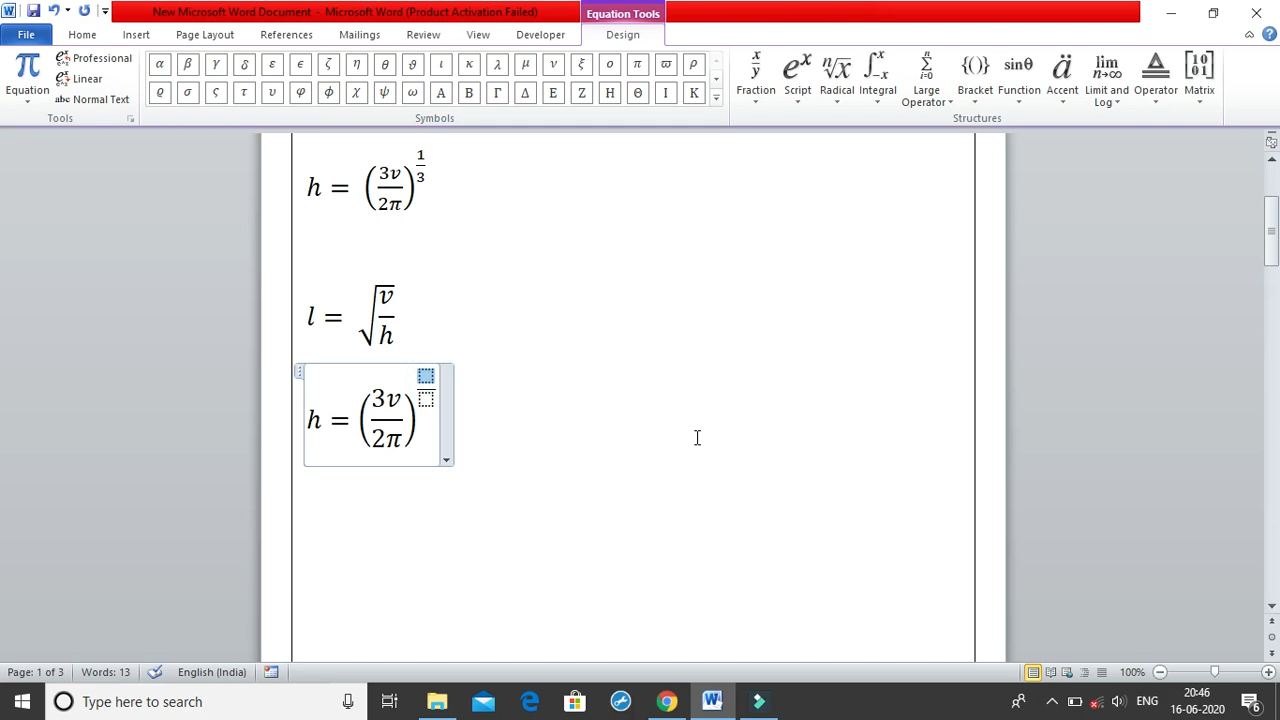 New Microsoft Word Document - Microsoft Word (Product Activation Failed)
Equation Tools
File Home Insert Page Layout References Mailings Review View Developer Design
Equation
Professional
Linear
abc Normal Text
Tools
α β γ δ ε ϵ ζ η θ ϑ ι κ λ μ ν ξ ο π ϖ ρ
ϱ σ ς τ υ φ ϕ χ ψ ω Α Β Γ Δ Ε Ζ Η Θ Ι Κ
Symbols
Fraction Script Radical Integral Large Operator Bracket Function Accent Limit and Log Operator Matrix
Structures
h = (3v/2π)^(1/3)
l = √(v/h)
h = (3v/2π)
Page: 1 of 3 Words: 13 English (India) 100%
Type here to search
ENG
20:46
16-06-2020
6